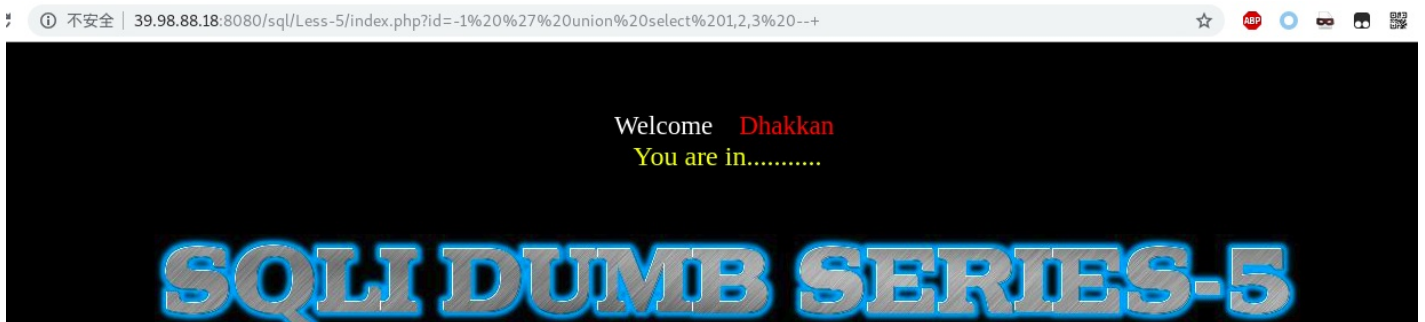 不安全 39.98.88.18:8080/sql/Less-5/index.php?id=-1%20%27%20union%20select%201,2,3%20--+
ABP
Welcome Dhakkan
You are in...........
SQLI DUMB SERIES-5